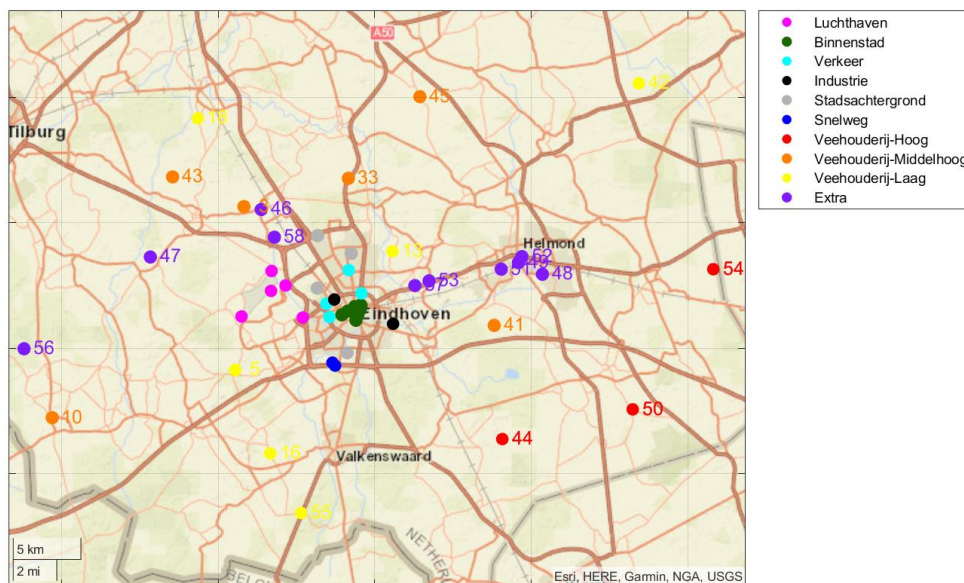 A50
Tilburg
Eindhoven
Helmond
Valkenswaard
42
45
43
33
46
58
47
13
52
51
48
53
57
54
41
56
5
10
50
44
16
55
5 km
2 mi
Esri, HERE, Garmin, NGA, USGS
Luchthaven
Binnenstad
Verkeer
Industrie
Stadsachtergrond
Snelweg
Veehouderij-Hoog
Veehouderij-Middelhoog
Veehouderij-Laag
Extra